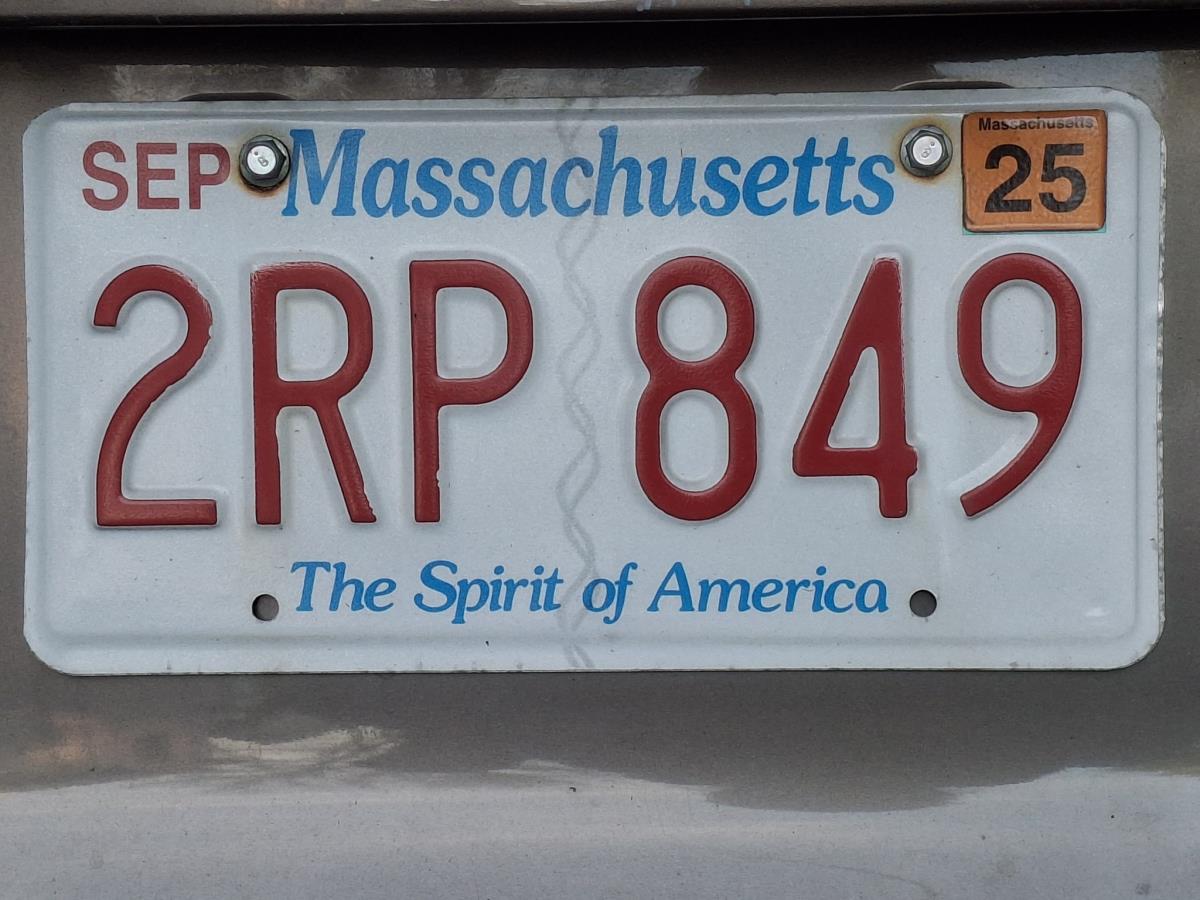 SEP Massachusetts
Massachusetts
25
2RP 849
The Spirit of America